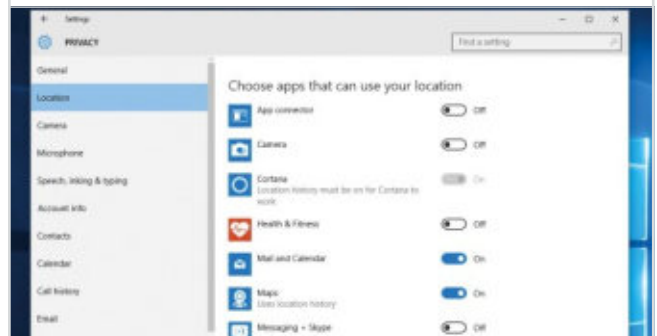 Settings
PRIVACY
Find a setting
General
Location
Camera
Microphone
Speech, inking & typing
Account info
Contacts
Calendar
Call history
Email
Choose apps that can use your location
App connector
Off
Camera
Off
Cortana
On
Location history must be on for Cortana to
work
Health & Fitness
Off
Mail and Calendar
On
Maps
On
Uses location history
Messaging + Skype
Off